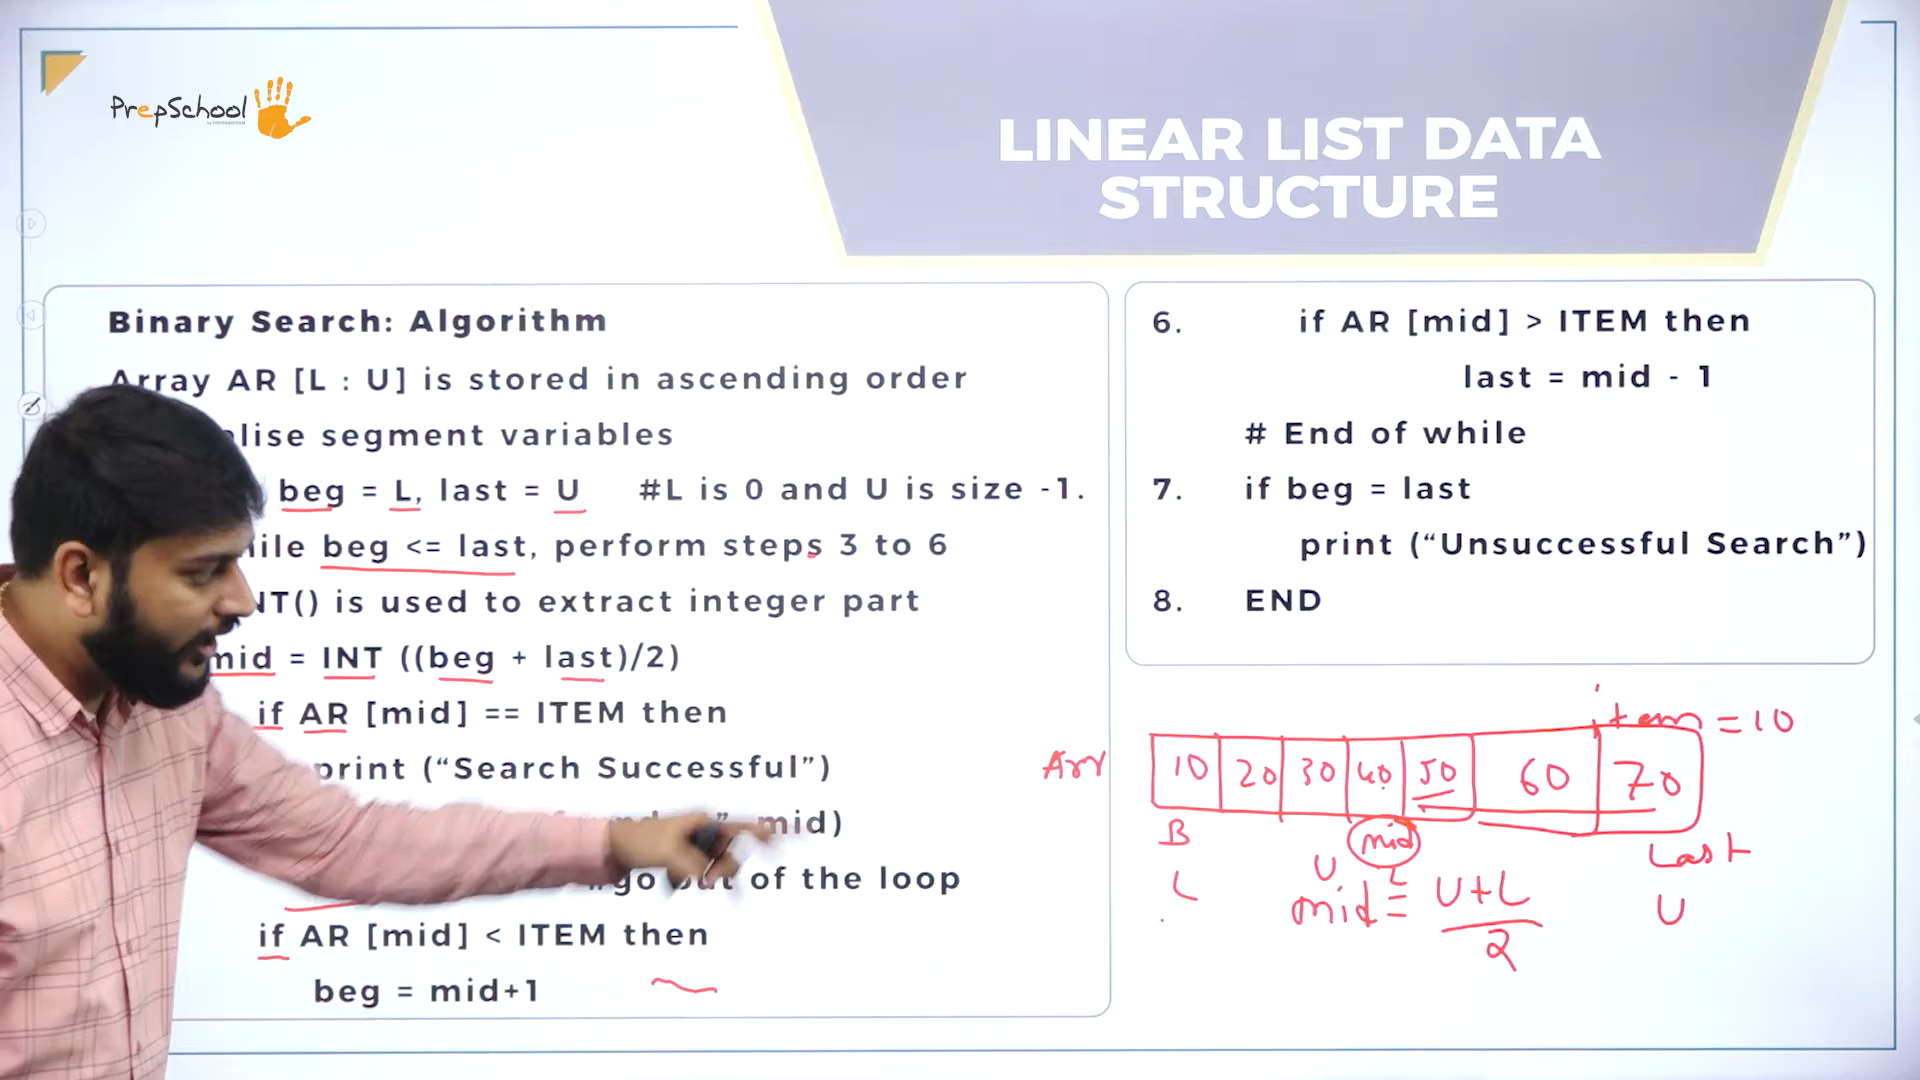 PrepSchool
LINEAR LIST DATA
STRUCTURE
Binary Search: Algorithm
Array AR [L : U] is stored in ascending order
segment variables
beg = L, last = U #L is 0 and U is size -1.
beg <= last, perform steps 3 to 6
is used to extract integer part
mid = INT ((beg + last)/2)
if AR [mid] == ITEM then
print (“Search Successful”)
mid)
of the loop
if AR [mid] < ITEM then
beg = mid+1
6. if AR [mid] > ITEM then
last = mid - 1
# End of while
7. if beg = last
print (“Unsuccessful Search”)
8. END
item = 10
Arr 10 20 30 40 50 60 70
B mid Last
L U L U
mid = U+L
2